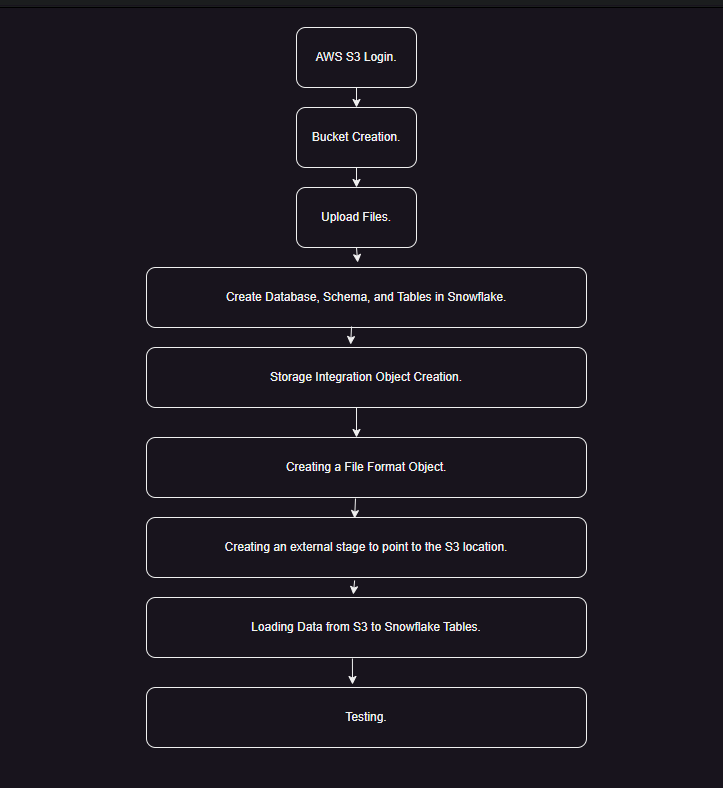 AWS S3 Login.
Bucket Creation.
Upload Files.
Create Database, Schema, and Tables in Snowflake.
Storage Integration Object Creation.
Creating a File Format Object.
Creating an external stage to point to the S3 location.
Loading Data from S3 to Snowflake Tables.
Testing.